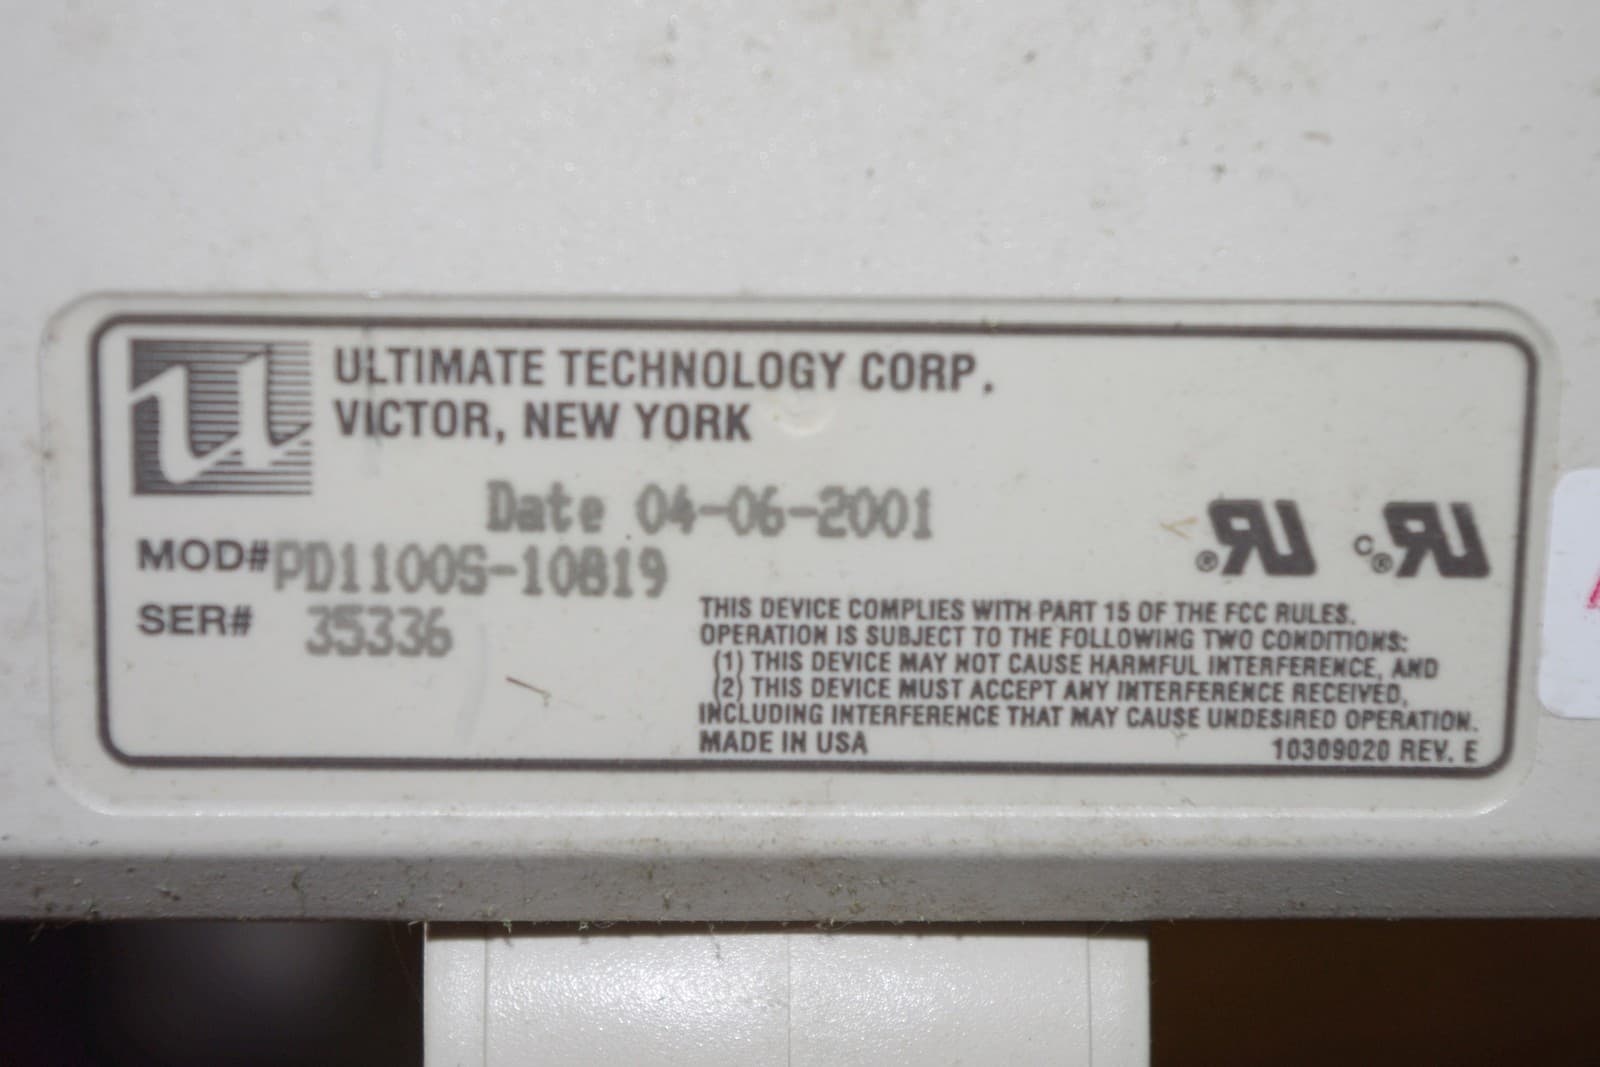 ULTIMATE TECHNOLOGY CORP.
VICTOR, NEW YORK
Date 04-06-2001
MOD# PD1100S-10819
SER# 35336
THIS DEVICE COMPLIES WITH PART 15 OF THE FCC RULES.
OPERATION IS SUBJECT TO THE FOLLOWING TWO CONDITIONS:
(1) THIS DEVICE MAY NOT CAUSE HARMFUL INTERFERENCE, AND
(2) THIS DEVICE MUST ACCEPT ANY INTERFERENCE RECEIVED,
INCLUDING INTERFERENCE THAT MAY CAUSE UNDESIRED OPERATION.
MADE IN USA
10309020 REV. E